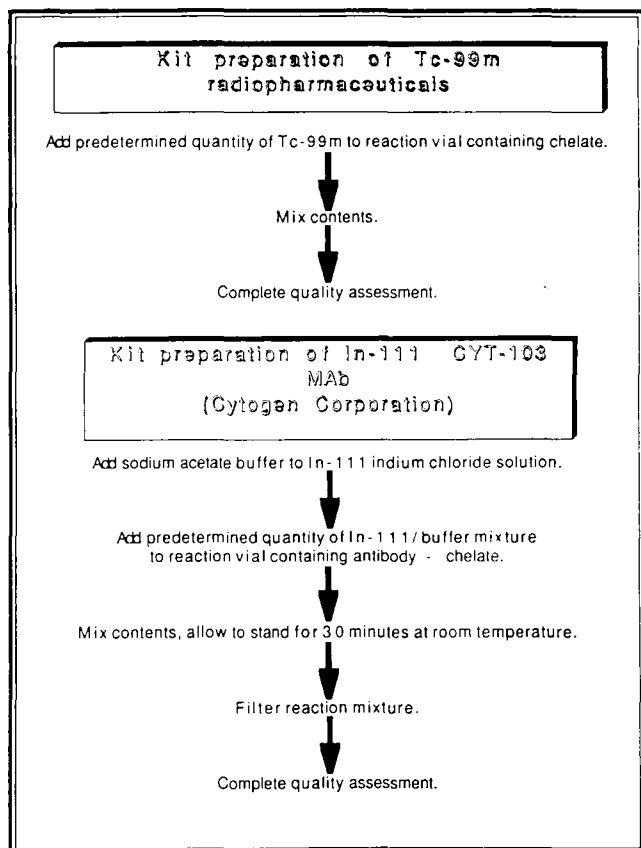 Kit preparation of Tc-99m
radiopharmaceuticals
Add predetermined quantity of Tc-99m to reaction vial containing chelate.
Mix contents.
Complete quality assessment.
Kit preparation of In-111 CYT-103
MAb
(Cytogen Corporation)
Add sodium acetate buffer to In-111 indium chloride solution.
Add predetermined quantity of In-111/buffer mixture
to reaction vial containing antibody - chelate.
Mix contents, allow to stand for 30 minutes at room temperature.
Filter reaction mixture.
Complete quality assessment.